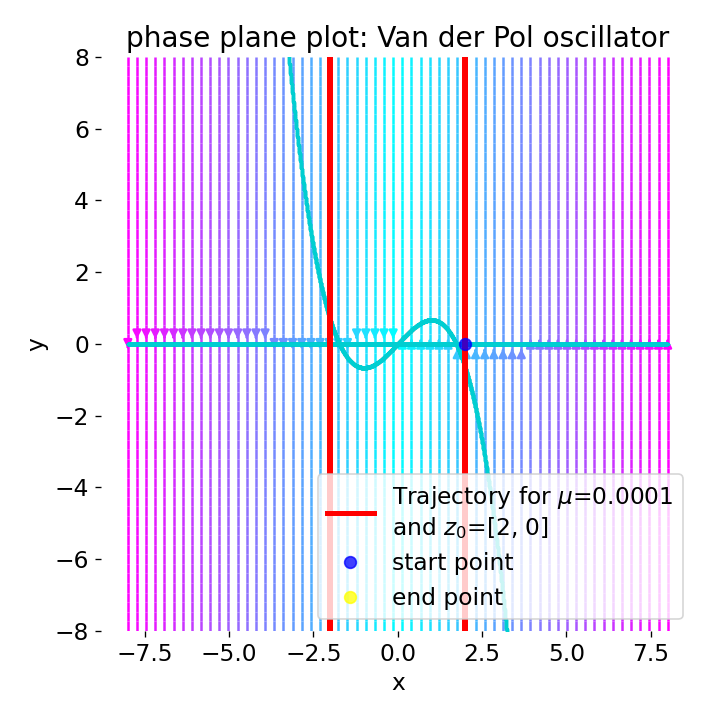 phase plane plot: Van der Pol oscillator
8
6
4
2
0
−2
−4
−6
−8
y
Trajectory for μ=0.0001
and z₀=[2, 0]
start point
end point
−7.5 −5.0 −2.5 0.0 2.5 5.0 7.5
x